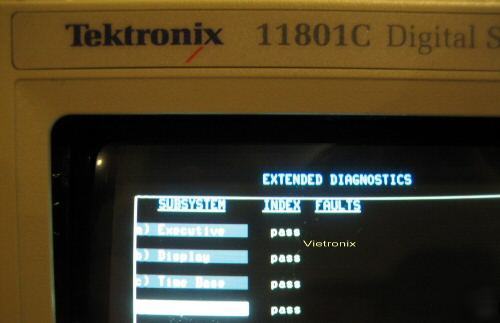 Tektronix 11801C Digital S
EXTENDED DIAGNOSTICS
SUBSYSTEM INDEX FAULTS
a) Executive pass
b) Display pass
c) Time Base pass
pass
Vietronix